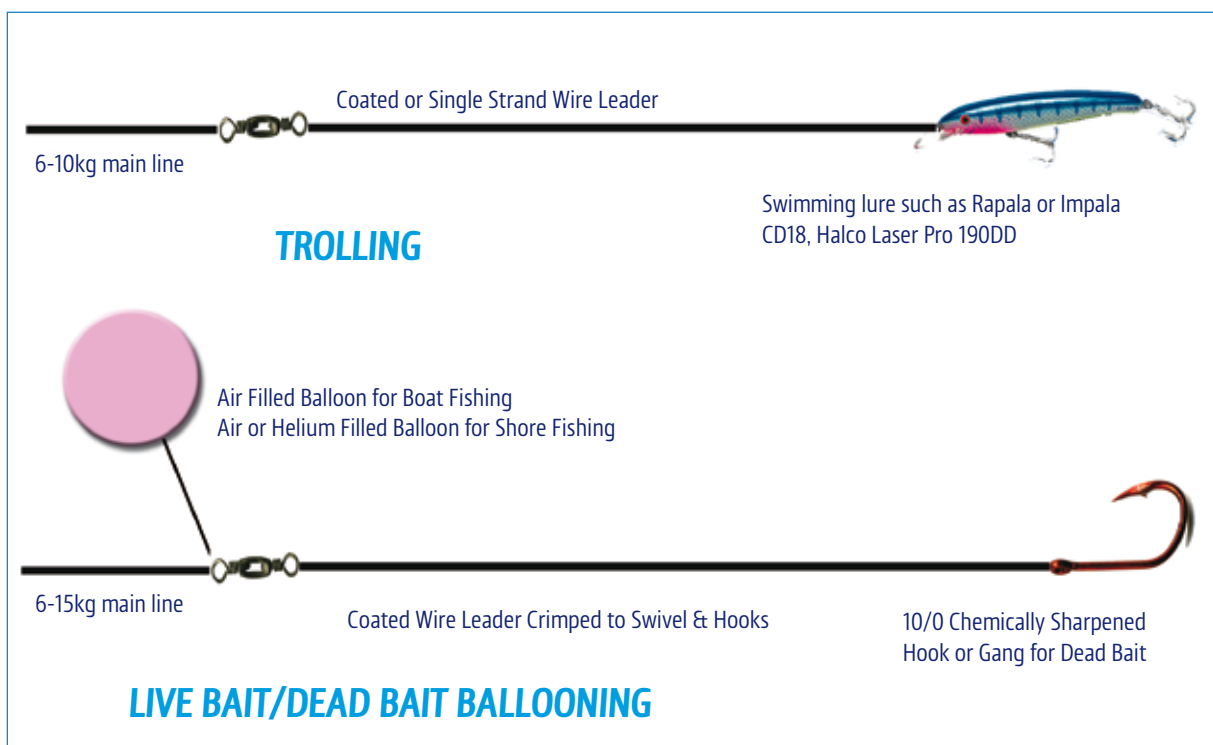 Coated or Single Strand Wire Leader
6-10kg main line
Swimming lure such as Rapala or Impala
CD18, Halco Laser Pro 190DD
TROLLING
Air Filled Balloon for Boat Fishing
Air or Helium Filled Balloon for Shore Fishing
6-15kg main line
Coated Wire Leader Crimped to Swivel & Hooks
10/0 Chemically Sharpened
Hook or Gang for Dead Bait
LIVE BAIT/DEAD BAIT BALLOONING